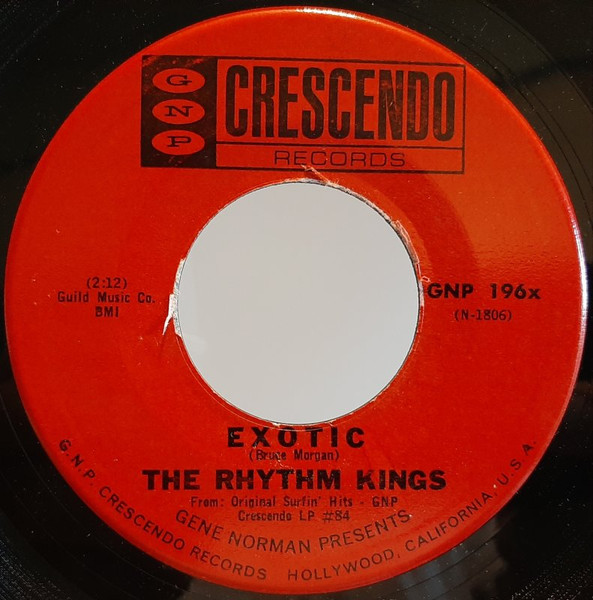 G
N
P
CRESCENDO
RECORDS
(2:12)
Guild Music Co.
BMI
GNP 196x
(N-1806)
EXOTIC
(Bruce Morgan)
THE RHYTHM KINGS
From: Original Surfin' Hits - GNP
Crescendo LP #84
GENE NORMAN PRESENTS
G.N.P. CRESCENDO RECORDS HOLLYWOOD, CALIFORNIA, U.S.A.